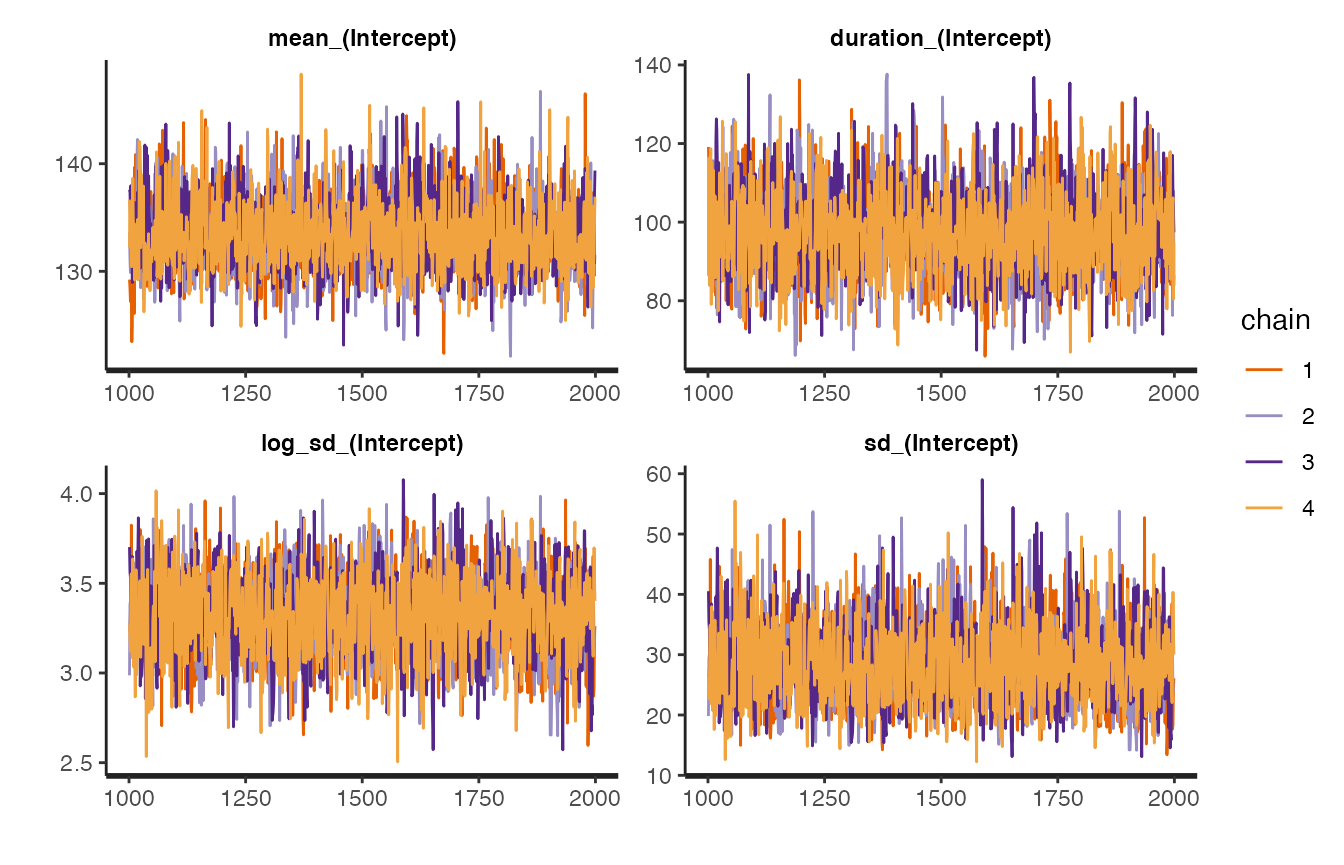 mean_(Intercept)
duration_(Intercept)
140
130
1000 1250 1500 1750 2000
140
120
100
80
1000 1250 1500 1750 2000
log_sd_(Intercept)
sd_(Intercept)
4.0
3.5
3.0
2.5
1000 1250 1500 1750 2000
60
50
40
30
20
10
1000 1250 1500 1750 2000
chain
1
2
3
4